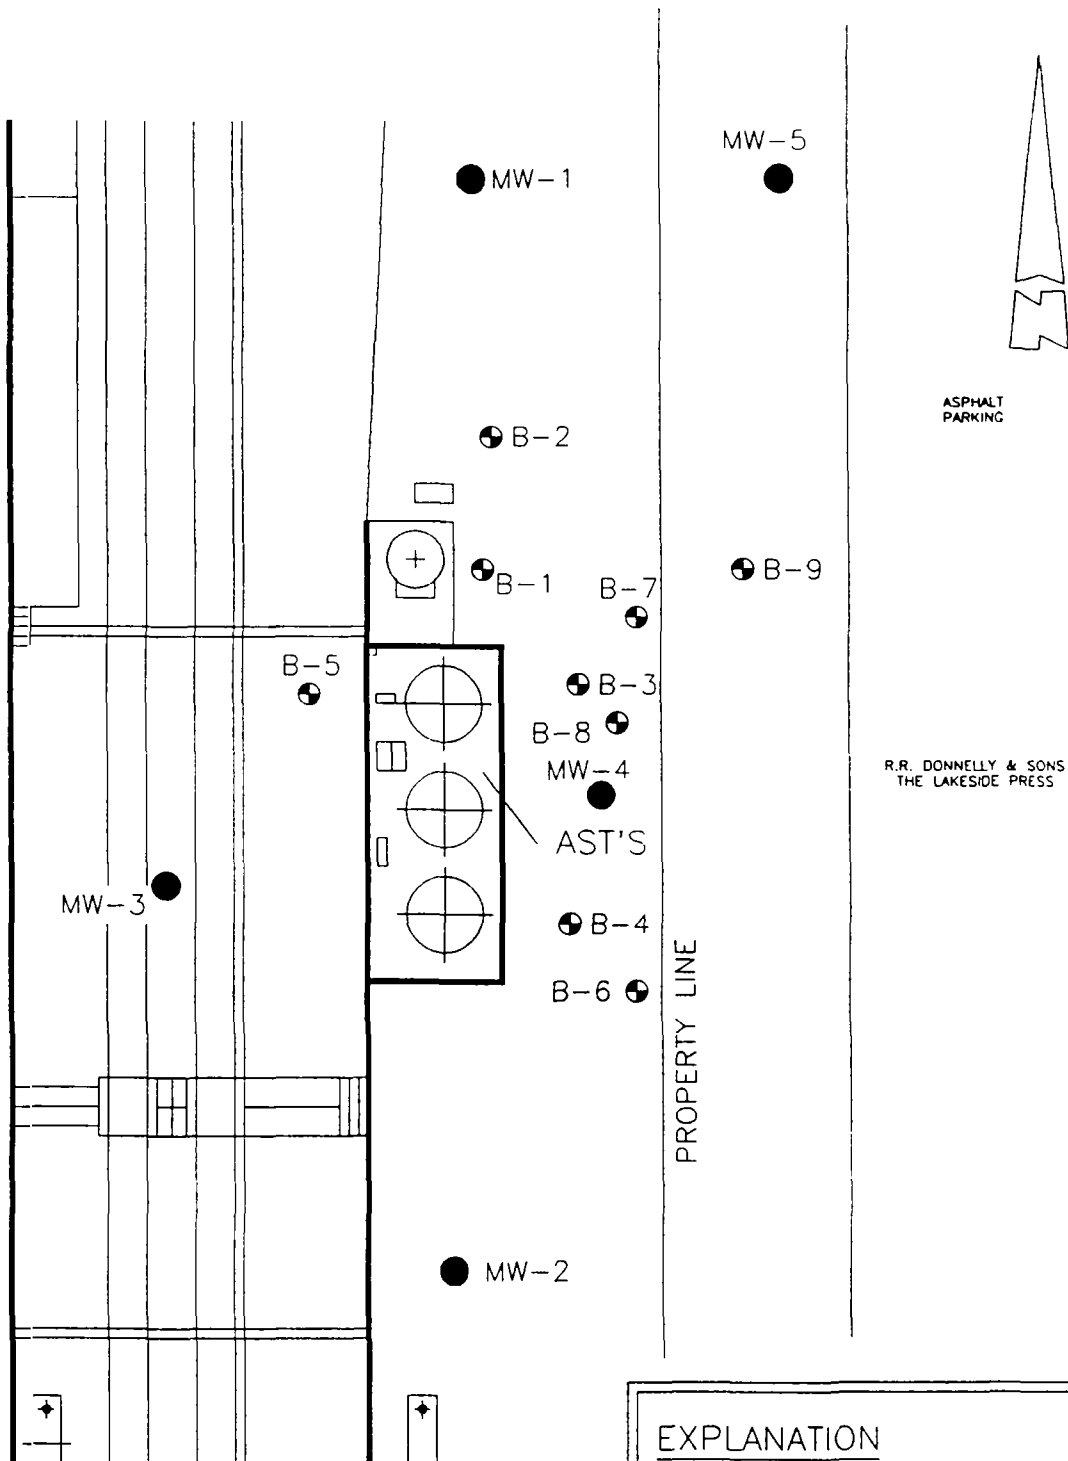 MW-5
MW-1
N
ASPHALT
PARKING
B-2
B-1
B-9
B-7
B-5
B-3
B-8
MW-4
R.R. DONNELLY & SONS
THE LAKESIDE PRESS
AST'S
MW-3
B-4
B-6
PROPERTY LINE
MW-2
EXPLANATION